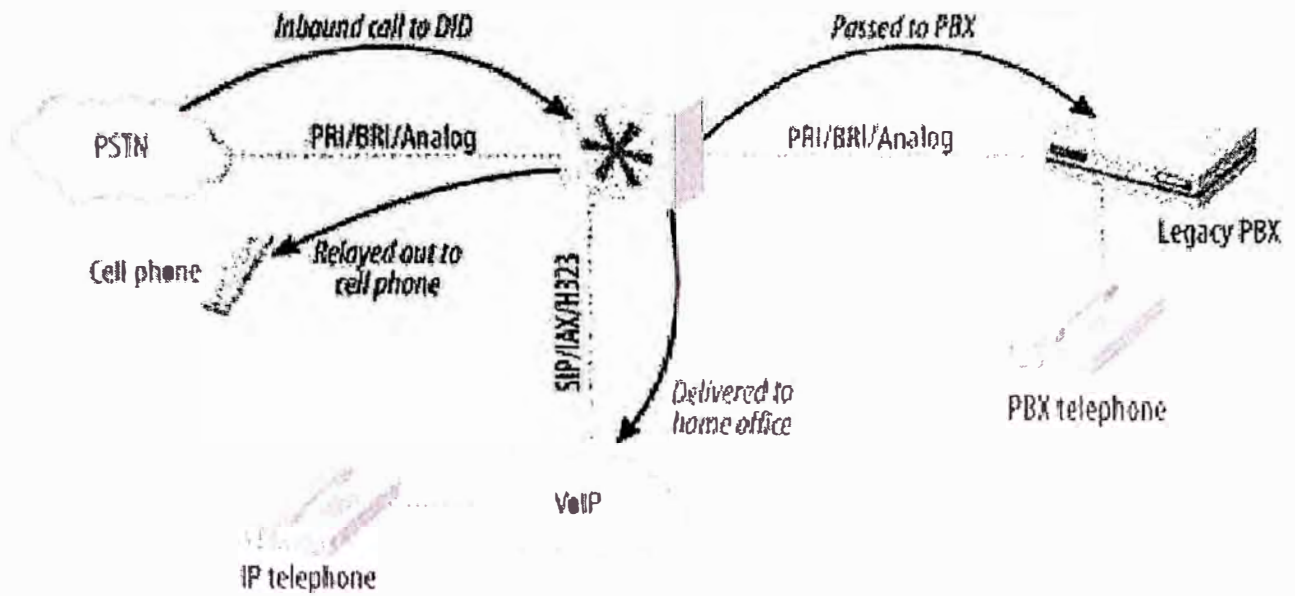 Inbound call to DID
Passed to PBX
PSTN
PRI/BRI/Analog
PRI/BRI/Analog
Legacy PBX
Cell phone
Relayed out to
cell phone
SIP/IAX/H323
Delivered to
home office
PBX telephone
VoIP
IP telephone